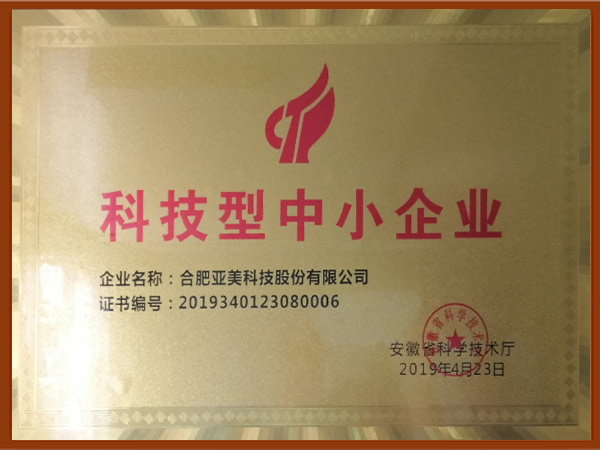 科技型中小企业
企业名称：合肥亚美科技股份有限公司
证书编号：2019340123080006
安徽省科学技术厅
2019年4月23日